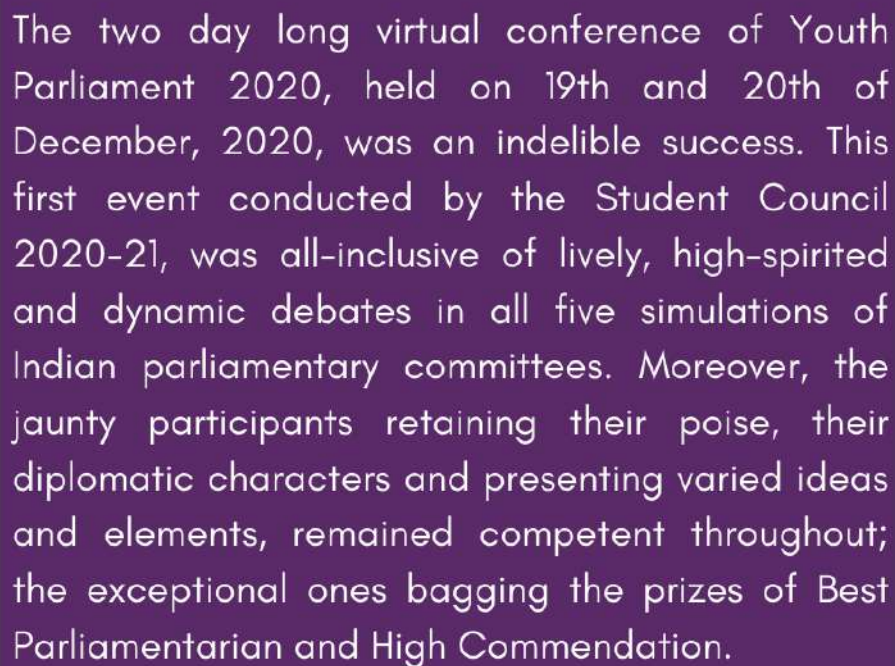 The two day long virtual conference of Youth
Parliament 2020, held on 19th and 20th of
December, 2020, was an indelible success. This
first event conducted by the Student Council
2020-21, was all-inclusive of lively, high-spirited
and dynamic debates in all five simulations of
Indian parliamentary committees. Moreover, the
jaunty participants retaining their poise, their
diplomatic characters and presenting varied ideas
and elements, remained competent throughout;
the exceptional ones bagging the prizes of Best
Parliamentarian and High Commendation.